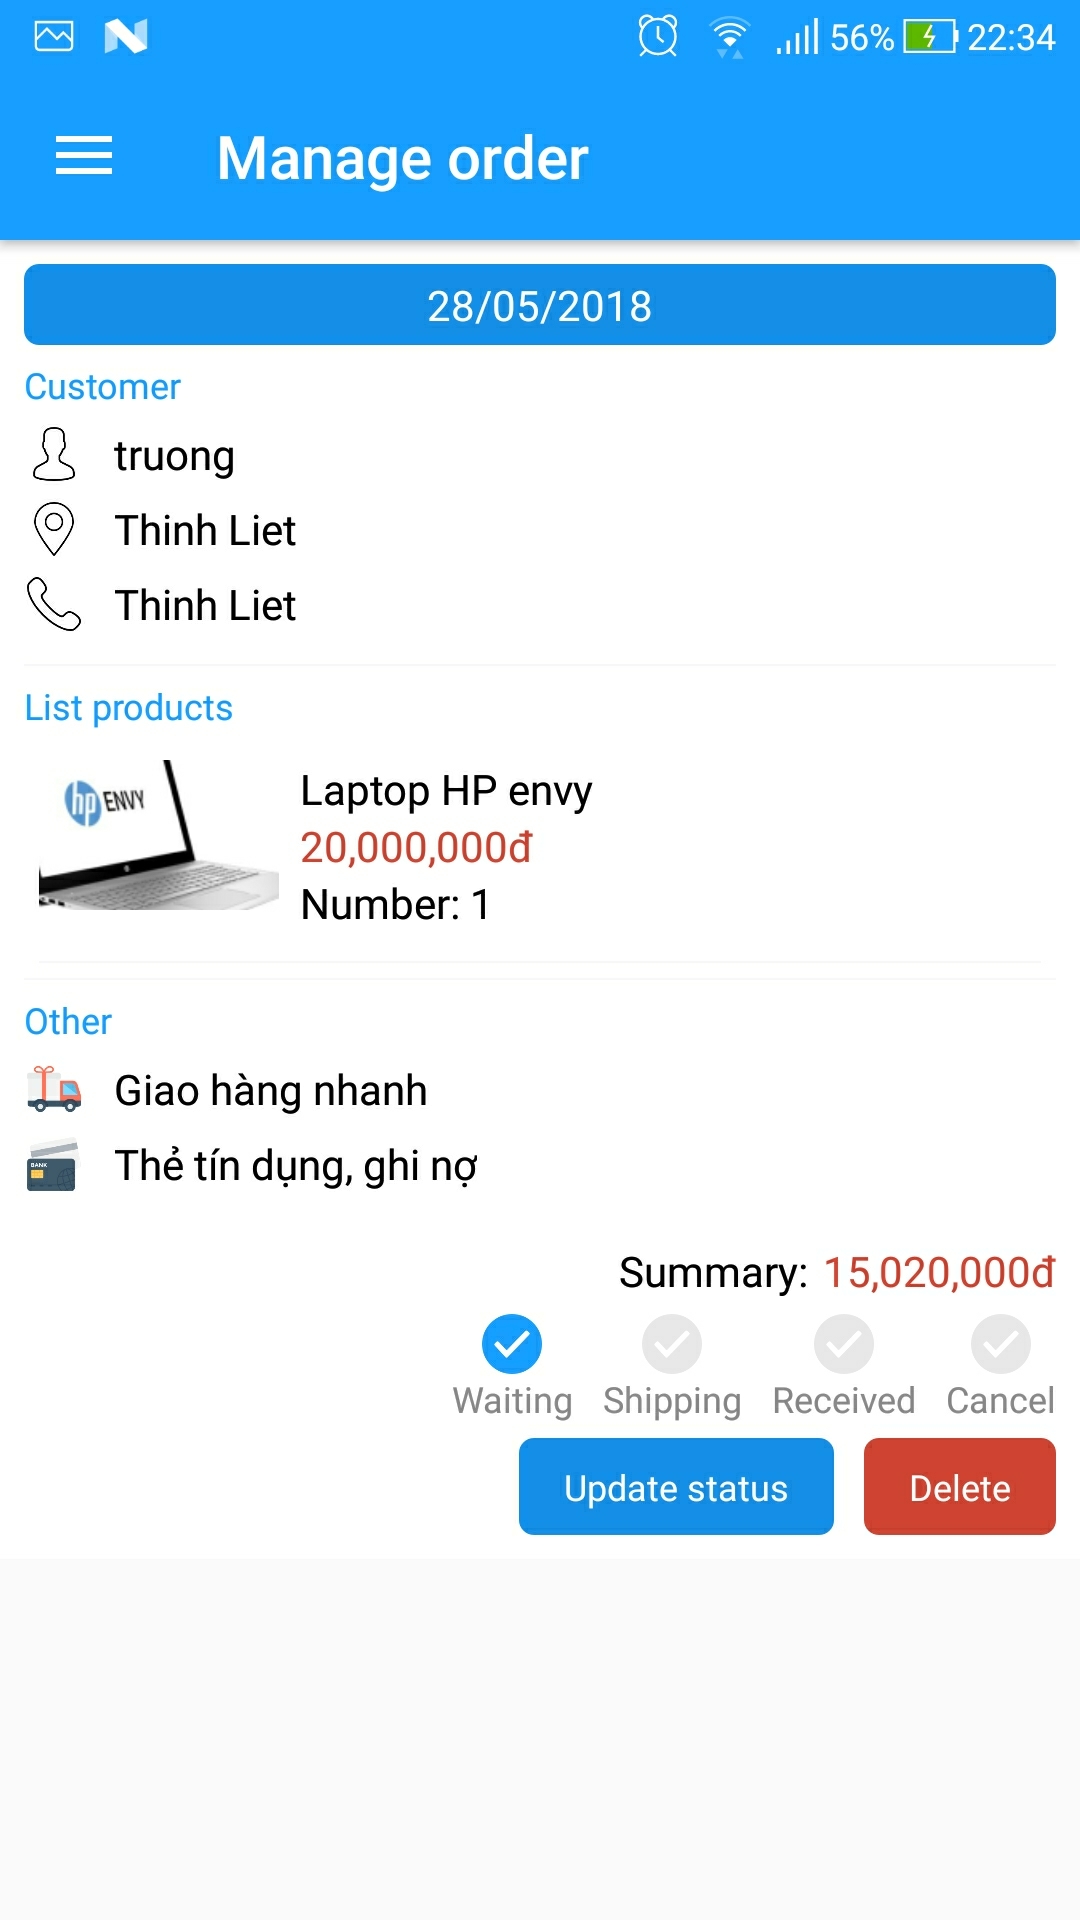 56% 22:34
Manage order
28/05/2018
Customer
truong
Thinh Liet
Thinh Liet
List products
hp ENVY
Laptop HP envy
20,000,000đ
Number: 1
Other
Giao hàng nhanh
BANK
Thẻ tín dụng, ghi nợ
Summary: 15,020,000đ
Waiting Shipping Received Cancel
Update status Delete